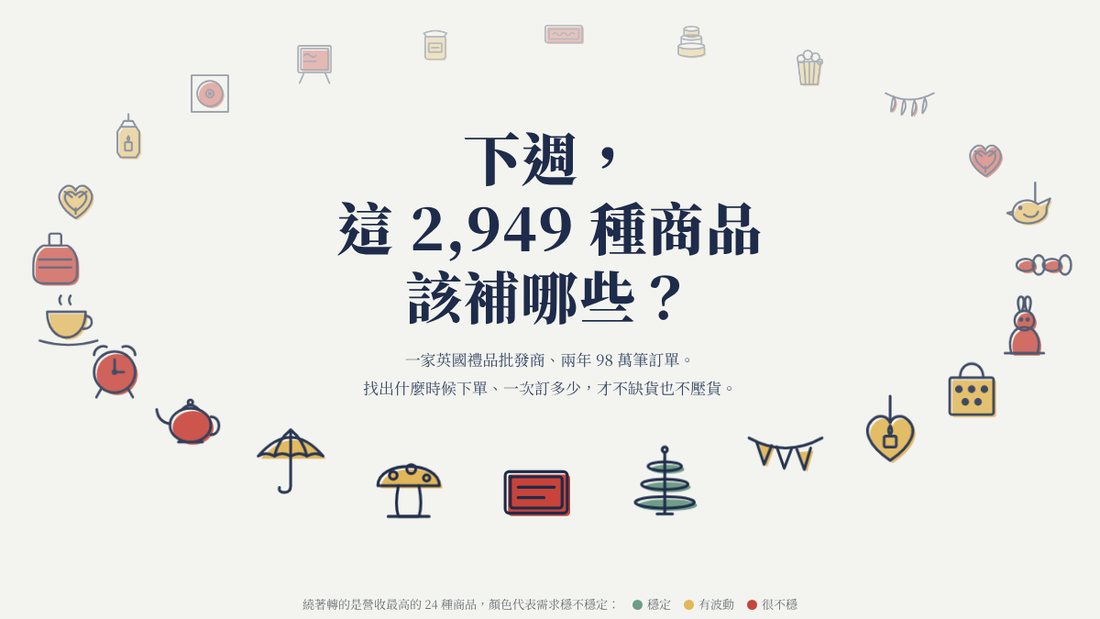 下週，
這 2,949 種商品
該補哪些？
一家英國禮品批發商、兩年 98 萬筆訂單。
找出什麼時候下單、一次訂多少，才不缺貨也不壓貨。
繞著轉的是營收最高的 24 種商品，顏色代表需求穩不穩定： 穩定 有波動 很不穩